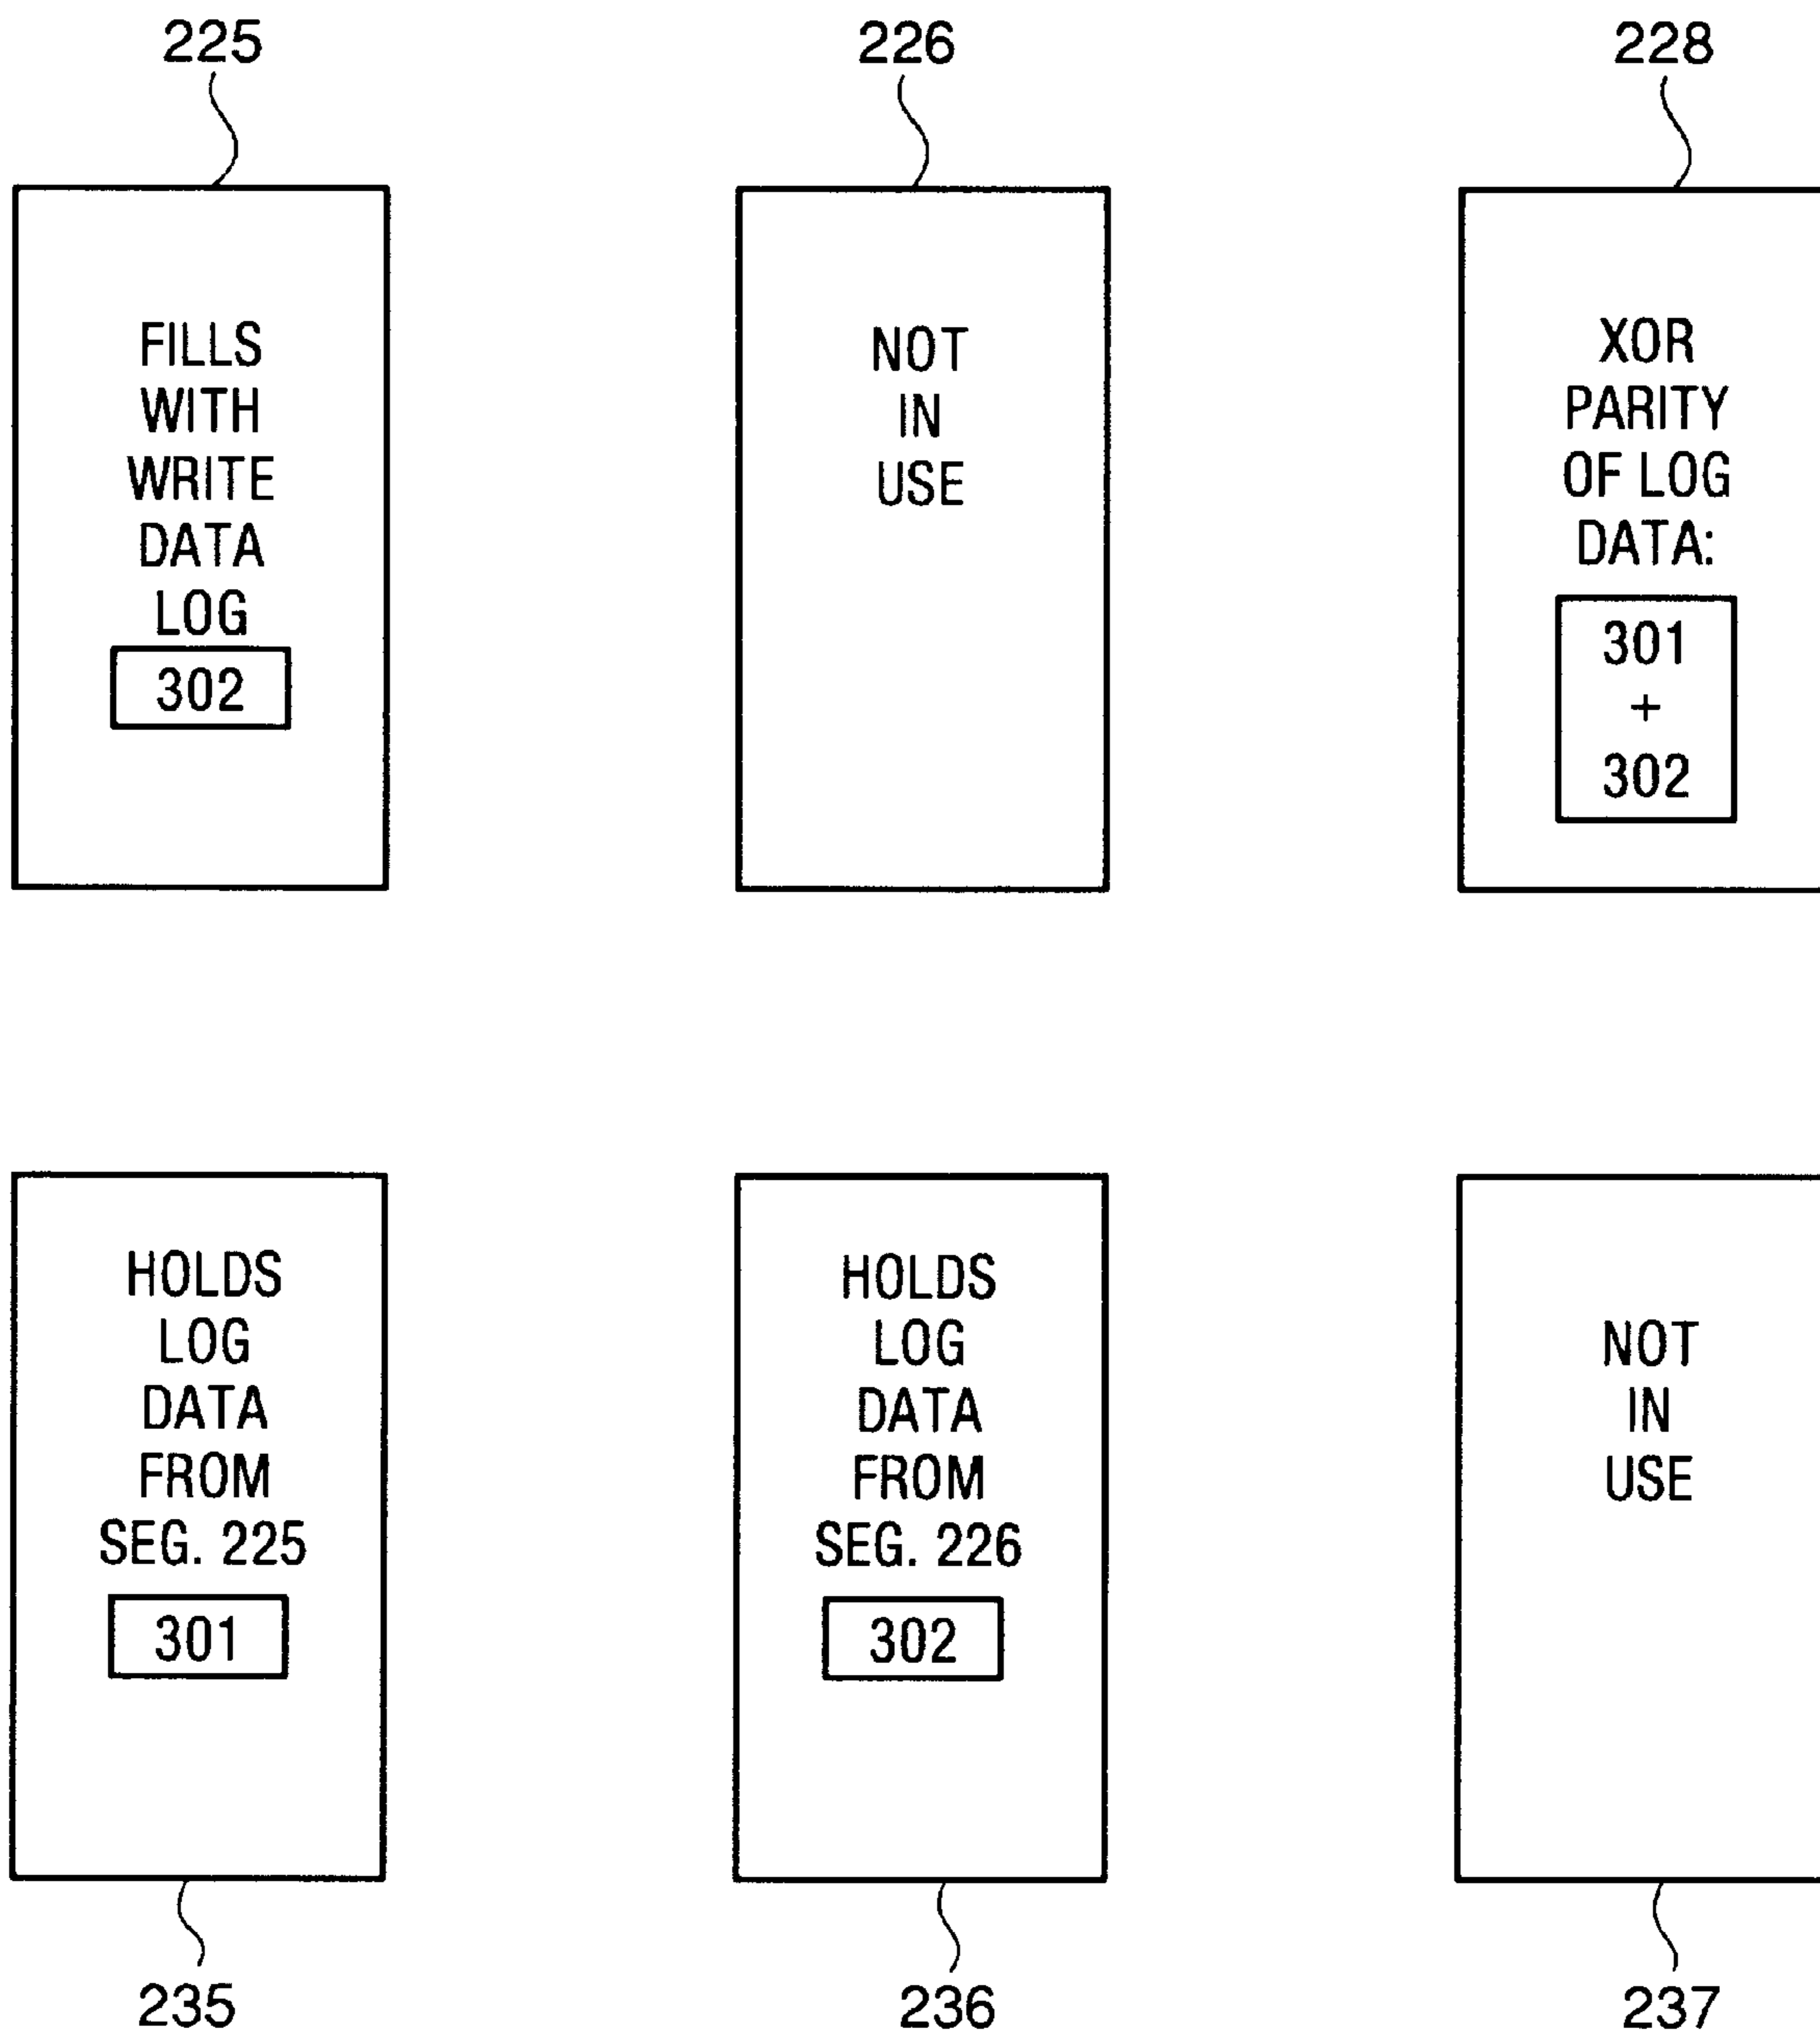 225
226
228
FILLS
WITH
WRITE
DATA
LOG
302
NOT
IN
USE
XOR
PARITY
OF LOG
DATA:
301
+
302
HOLDS
LOG
DATA
FROM
SEG. 225
301
HOLDS
LOG
DATA
FROM
SEG. 226
302
NOT
IN
USE
235
236
237